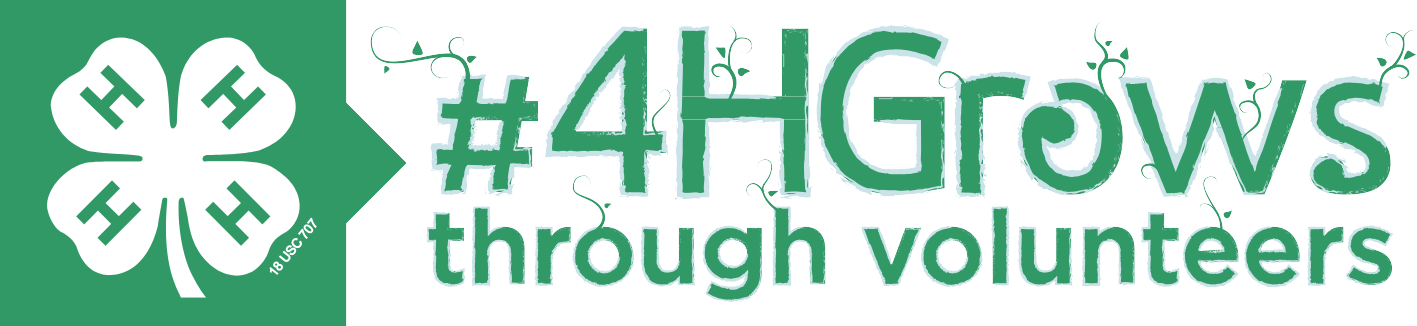 H H
H H
18 USC 707
#4HGrows
through volunteers